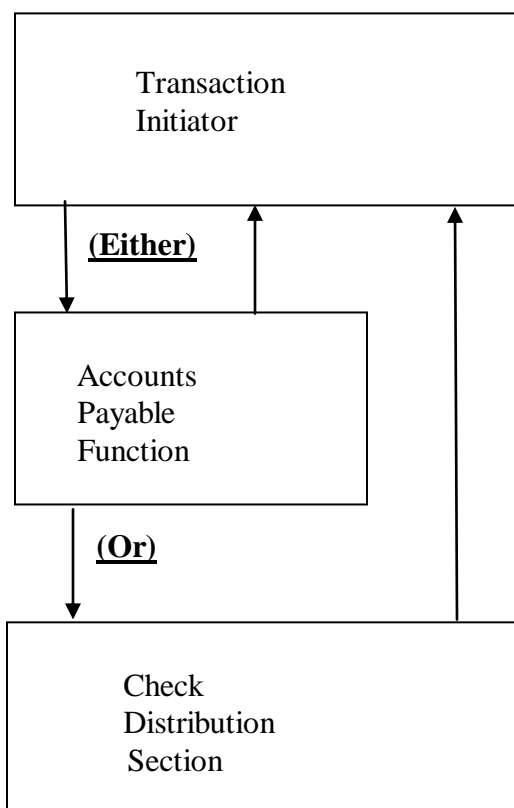 Transaction
Initiator
(Either)
Accounts
Payable
Function
(Or)
Check
Distribution
Section